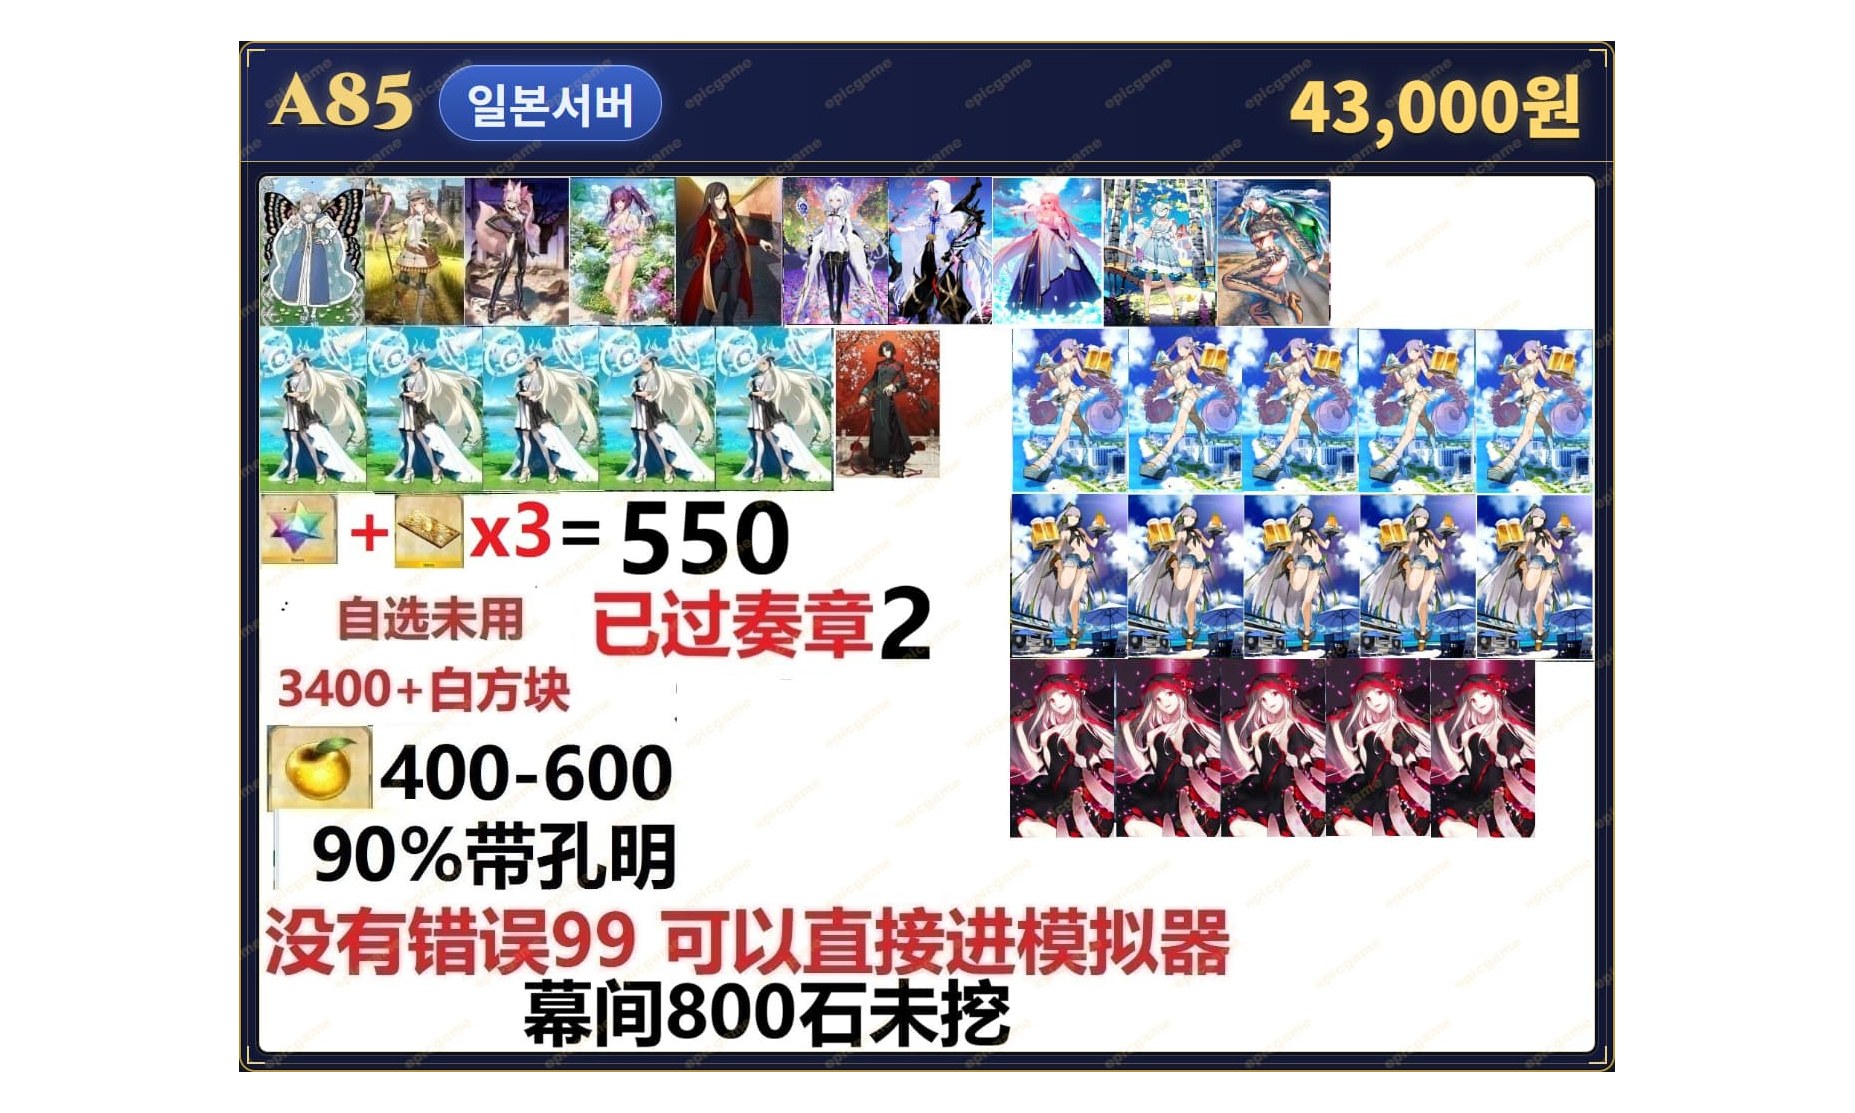 A85 일본서버 43,000원
+ x3= 550
自选未用 已过奏章2
3400+白方块
400-600
90%带孔明
没有错误99 可以直接进模拟器
幕间800石未挖
epicgame